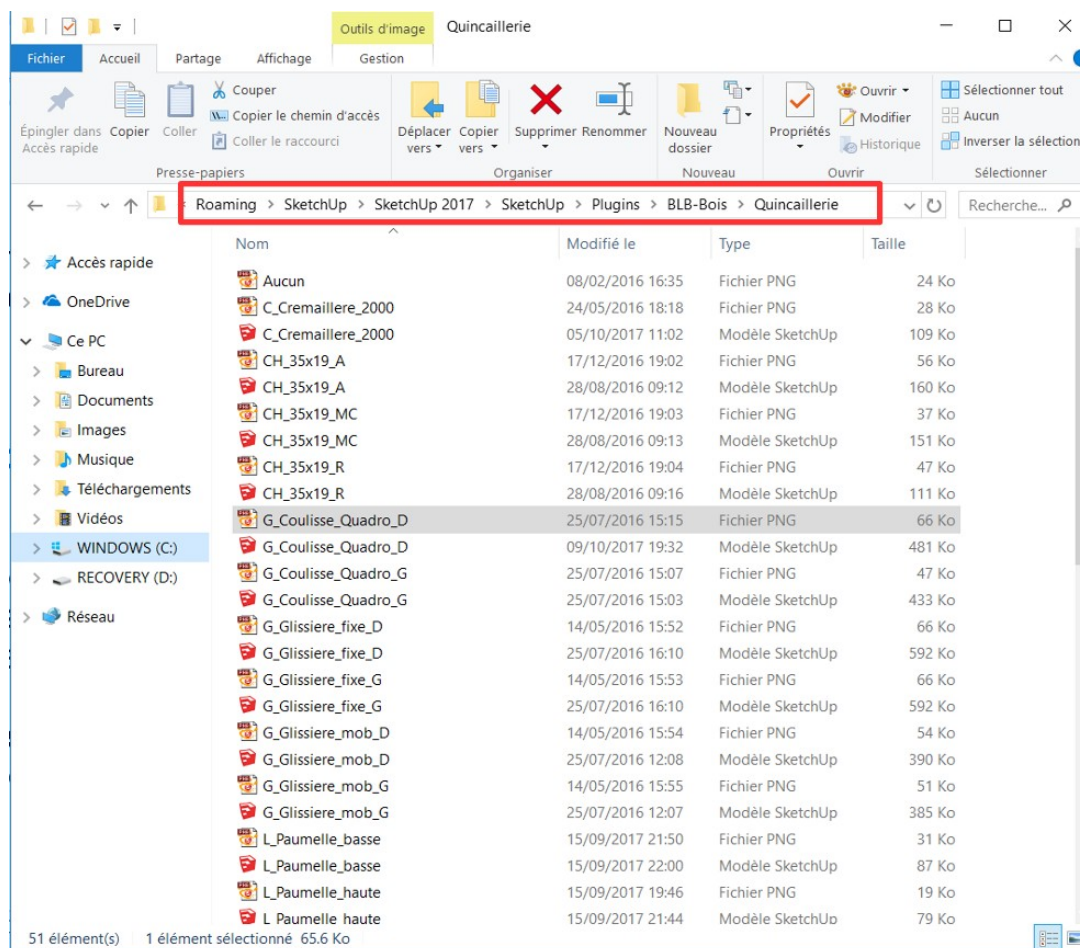 Outils d'image Quincaillerie
Fichier Accueil Partage Affichage Gestion
Épingler dans Accès rapide
Copier
Coller
Couper
Copier le chemin d'accès
Coller le raccourci
Déplacer vers
Copier vers
Supprimer
Renommer
Nouveau dossier
Propriétés
Ouvrir
Modifier
Historique
Sélectionner tout
Aucun
Inverser la sélection
Presse-papiers Organiser Nouveau Ouvrir Sélectionner
Roaming > SketchUp > SketchUp 2017 > SketchUp > Plugins > BLB-Bois > Quincaillerie
Recherche...
Accès rapide
OneDrive
Ce PC
Bureau
Documents
Images
Musique
Téléchargements
Vidéos
WINDOWS (C:)
RECOVERY (D:)
Réseau
Nom Modifié le Type Taille
Aucun 08/02/2016 16:35 Fichier PNG 24 Ko
C_Cremaillere_2000 24/05/2016 18:18 Fichier PNG 28 Ko
C_Cremaillere_2000 05/10/2017 11:02 Modèle SketchUp 109 Ko
CH_35x19_A 17/12/2016 19:02 Fichier PNG 56 Ko
CH_35x19_A 28/08/2016 09:12 Modèle SketchUp 160 Ko
CH_35x19_MC 17/12/2016 19:03 Fichier PNG 37 Ko
CH_35x19_MC 28/08/2016 09:13 Modèle SketchUp 151 Ko
CH_35x19_R 17/12/2016 19:04 Fichier PNG 47 Ko
CH_35x19_R 28/08/2016 09:16 Modèle SketchUp 111 Ko
G_Coulisse_Quadro_D 25/07/2016 15:15 Fichier PNG 66 Ko
G_Coulisse_Quadro_D 09/10/2017 19:32 Modèle SketchUp 481 Ko
G_Coulisse_Quadro_G 25/07/2016 15:07 Fichier PNG 47 Ko
G_Coulisse_Quadro_G 25/07/2016 15:03 Modèle SketchUp 433 Ko
G_Glissiere_fixe_D 14/05/2016 15:52 Fichier PNG 66 Ko
G_Glissiere_fixe_D 25/07/2016 16:10 Modèle SketchUp 592 Ko
G_Glissiere_fixe_G 14/05/2016 15:53 Fichier PNG 66 Ko
G_Glissiere_fixe_G 25/07/2016 16:10 Modèle SketchUp 592 Ko
G_Glissiere_mob_D 14/05/2016 15:54 Fichier PNG 54 Ko
G_Glissiere_mob_D 25/07/2016 12:08 Modèle SketchUp 390 Ko
G_Glissiere_mob_G 14/05/2016 15:55 Fichier PNG 51 Ko
G_Glissiere_mob_G 25/07/2016 12:07 Modèle SketchUp 385 Ko
L_Paumelle_basse 15/09/2017 21:50 Fichier PNG 31 Ko
L_Paumelle_basse 15/09/2017 22:00 Modèle SketchUp 87 Ko
L_Paumelle_haute 15/09/2017 19:46 Fichier PNG 19 Ko
L_Paumelle_haute 15/09/2017 21:44 Modèle SketchUp 79 Ko
51 élément(s) 1 élément sélectionné 65.6 Ko